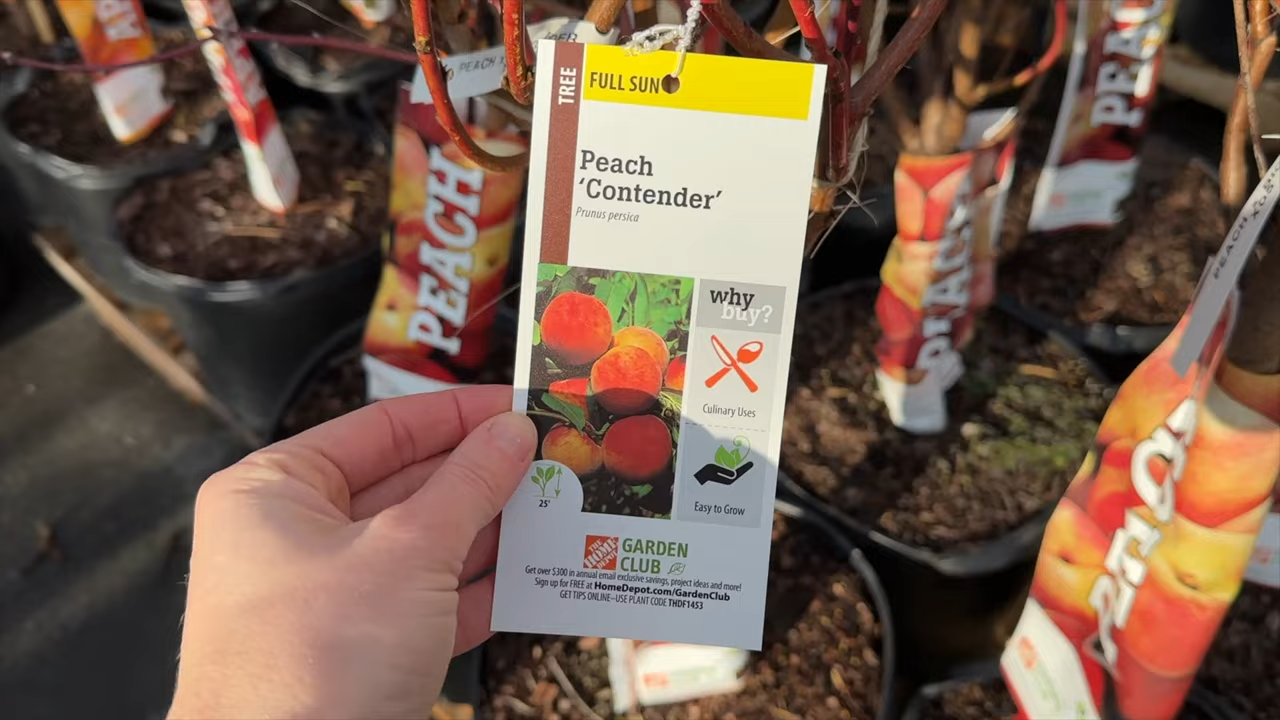 TREE
FULL SUN
Peach
'Contender'
Prunus persica
why
buy?
Culinary Uses
Easy to Grow
25'
THE
HOME
DEPOT
GARDEN
CLUB
Get over $300 in annual email exclusive savings, project ideas and more!
Sign up for FREE at HomeDepot.com/GardenClub
GET TIPS ONLINE—USE PLANT CODE THDF1453
PEACH
PEACH
PEACH